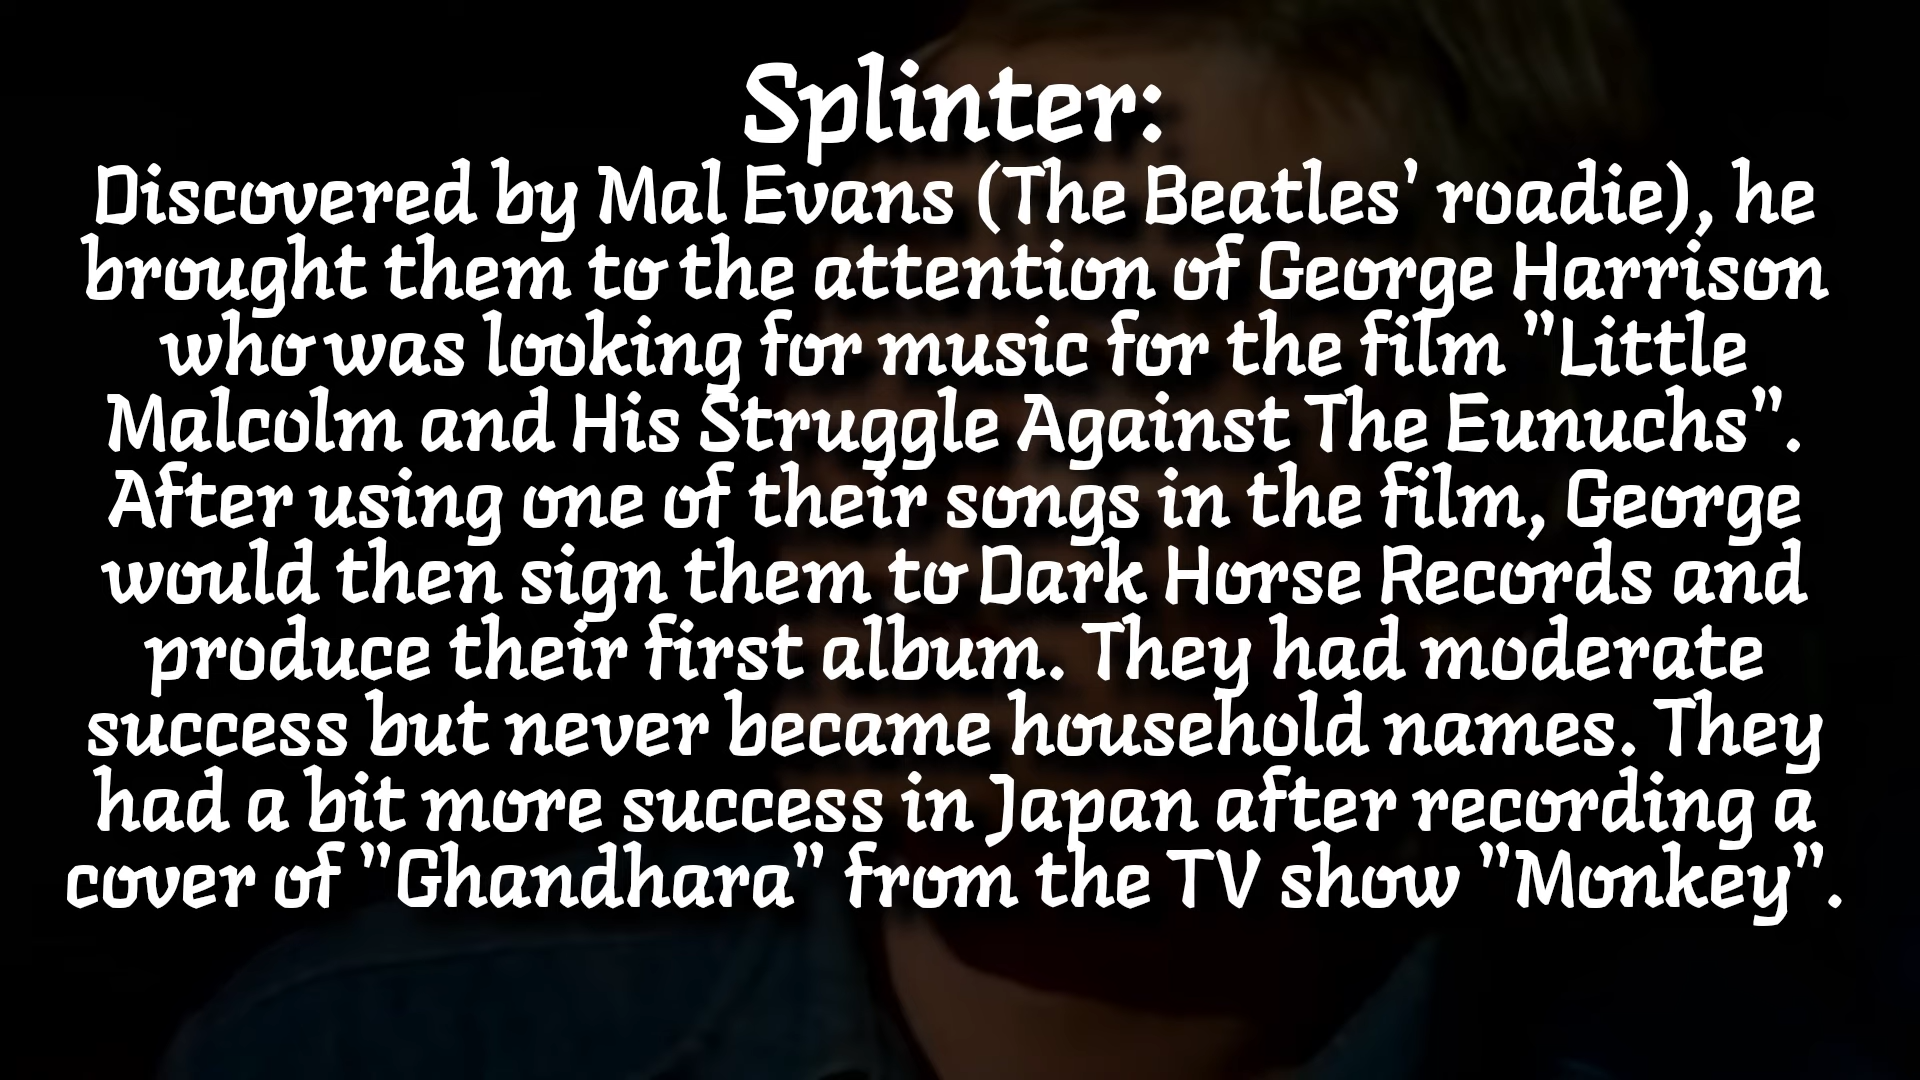 Splinter:
Discovered by Mal Evans (The Beatles' roadie), he
brought them to the attention of George Harrison
who was looking for music for the film "Little
Malcolm and His Struggle Against The Eunuchs".
After using one of their songs in the film, George
would then sign them to Dark Horse Records and
produce their first album. They had moderate
success but never became household names. They
had a bit more success in Japan after recording a
cover of "Ghandhara" from the TV show "Monkey".